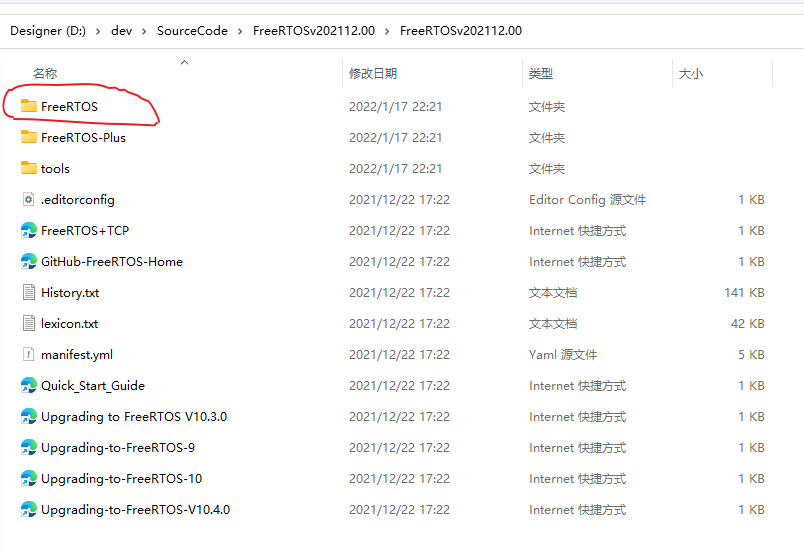 Designer (D:) › dev › SourceCode › FreeRTOSv202112.00 › FreeRTOSv202112.00
名称 修改日期 类型 大小
FreeRTOS 2022/1/17 22:21 文件夹
FreeRTOS-Plus 2022/1/17 22:21 文件夹
tools 2022/1/17 22:21 文件夹
.editorconfig 2021/12/22 17:22 Editor Config 源文件 1 KB
FreeRTOS+TCP 2021/12/22 17:22 Internet 快捷方式 1 KB
GitHub-FreeRTOS-Home 2021/12/22 17:22 Internet 快捷方式 1 KB
History.txt 2021/12/22 17:22 文本文档 141 KB
lexicon.txt 2021/12/22 17:22 文本文档 42 KB
manifest.yml 2021/12/22 17:22 Yaml 源文件 5 KB
Quick_Start_Guide 2021/12/22 17:22 Internet 快捷方式 1 KB
Upgrading to FreeRTOS V10.3.0 2021/12/22 17:22 Internet 快捷方式 1 KB
Upgrading-to-FreeRTOS-9 2021/12/22 17:22 Internet 快捷方式 1 KB
Upgrading-to-FreeRTOS-10 2021/12/22 17:22 Internet 快捷方式 1 KB
Upgrading-to-FreeRTOS-V10.4.0 2021/12/22 17:22 Internet 快捷方式 1 KB